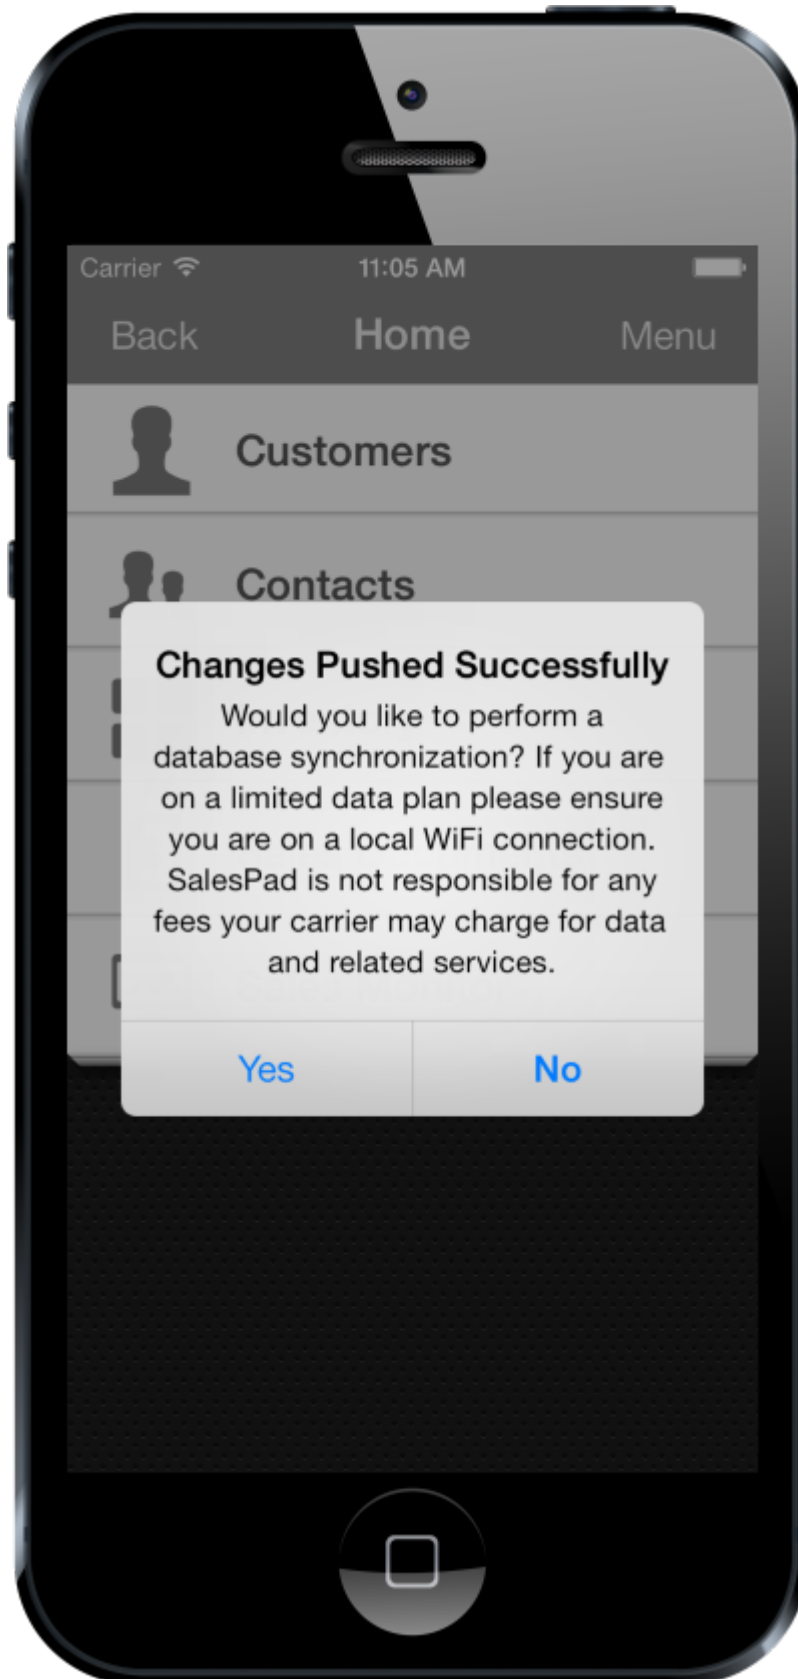 Carrier 11:05 AM
Back Home Menu
Customers
Contacts
Changes Pushed Successfully
Would you like to perform a
database synchronization? If you are
on a limited data plan please ensure
you are on a local WiFi connection.
SalesPad is not responsible for any
fees your carrier may charge for data
and related services.
Yes No